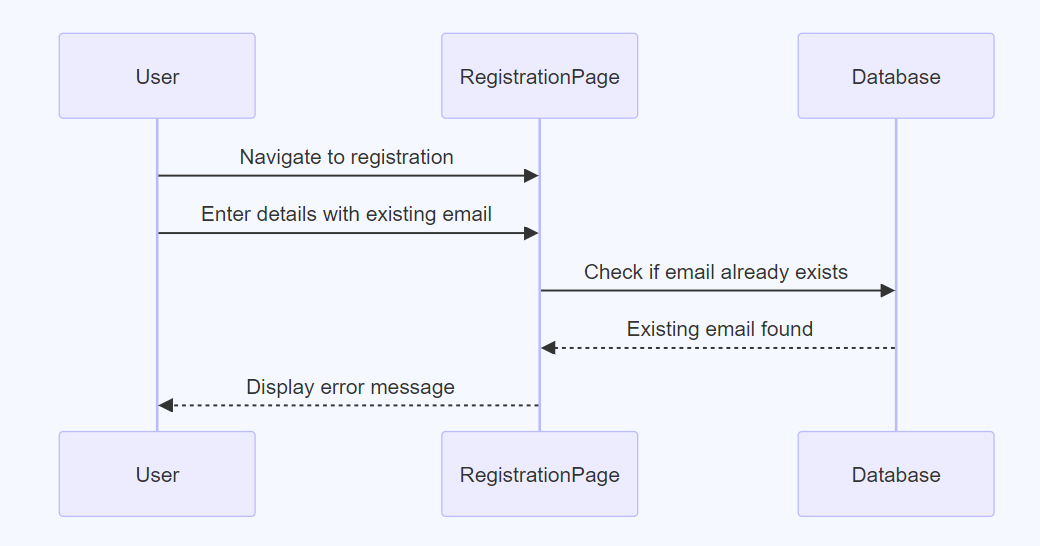 User
RegistrationPage
Database
Navigate to registration
Enter details with existing email
Check if email already exists
Existing email found
Display error message
User
RegistrationPage
Database